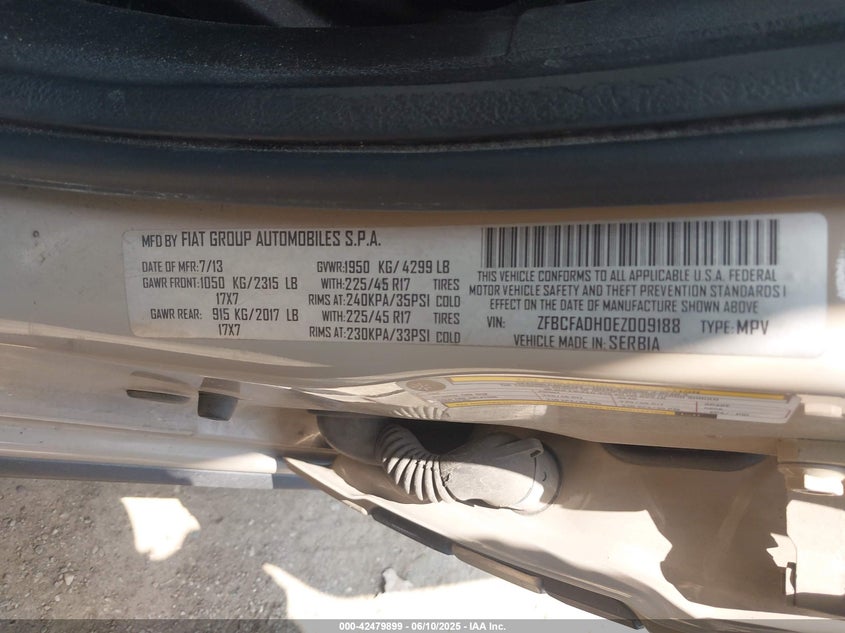 MFD BY FIAT GROUP AUTOMOBILES S.P.A.
DATE OF MFR:7/13 GVWR:1950 KG/ 4299 LB
GAWR FRONT:1050 KG/2315 LB WITH:225/45 R17 TIRES
17X7 RIMS AT:240KPA/35PSI COLD
GAWR REAR: 915 KG/2017 LB WITH:225/45 R17 TIRES
17X7 RIMS AT:230KPA/33PSI COLD
THIS VEHICLE CONFORMS TO ALL APPLICABLE U.S.A. FEDERAL
MOTOR VEHICLE SAFETY AND THEFT PREVENTION STANDARDS I
EFFECT ON THE DATE OF MANUFACTURE SHOWN ABOVE.
VIN: ZFBCFADH0EZ009188 TYPE: MPV
VEHICLE MADE IN: SERBIA
000-42479899 - 06/10/2025 - IAA Inc.